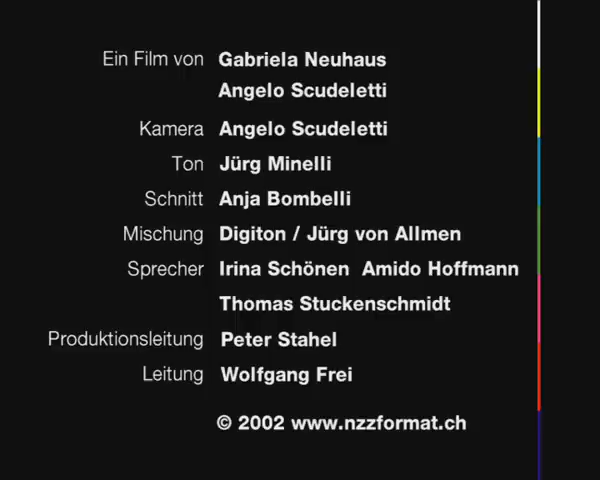 Ein Film von Gabriela Neuhaus
Angelo Scudeletti
Kamera Angelo Scudeletti
Ton Jürg Minelli
Schnitt Anja Bombelli
Mischung Digiton / Jürg von Allmen
Sprecher Irina Schönen Amido Hoffmann
Thomas Stuckenschmidt
Produktionsleitung Peter Stahel
Leitung Wolfgang Frei
© 2002 www.nzzformat.ch